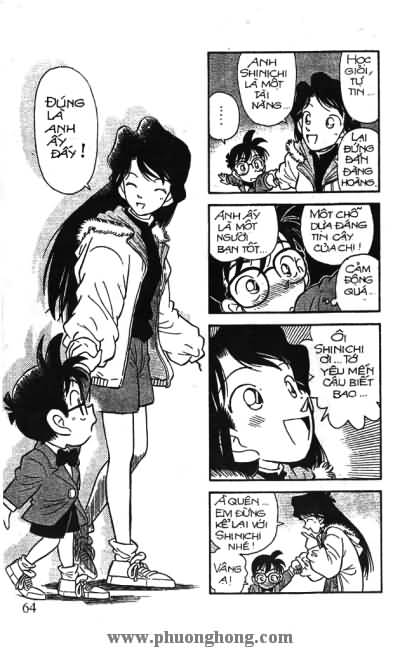 ĐÚNG
LÀ
ANH
ẤY
ĐẤY !
ANH
SHINICHI
LÀ MỘT
TÀI
NĂNG...
HỌC
GIỎI,
TỰ
TIN...
LẠI
ĐỨNG
ĐẮN
ĐÀNG
HOÀNG.
......
ANH ẤY
LÀ MỘT
NGƯỜI
BẠN TỐT...
MỘT CHỖ
DỰA ĐÁNG
TIN CẬY
CỦA CHỊ !
CẢM
ĐỘNG
QUÁ...
ÔI
SHINICHI
ƠI... TỚ
YÊU MẾN
CẬU BIẾT
BAO...
À QUÊN...
EM ĐỪNG
KỂ LẠI VỚI
SHINICHI
NHÉ !
VÂNG
Ạ !
64
www.phuonghong.com